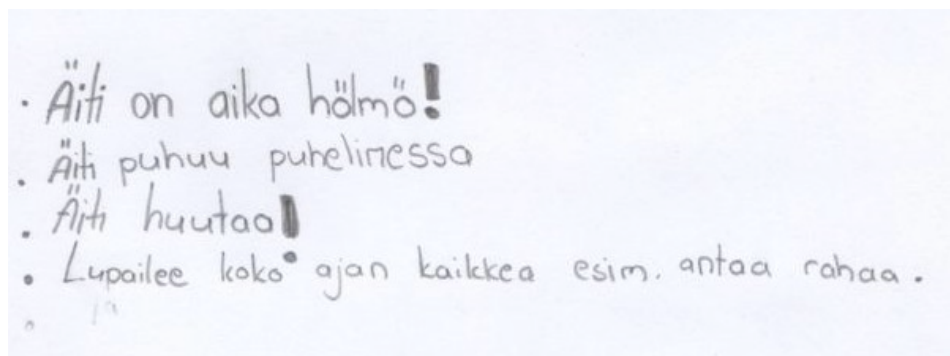 · Äiti on aika hölmö!
. Äiti puhuu puhelimessa
. Äiti huutaa!
. Lupailee koko ajan kaikkea esim. antaa rahaa.